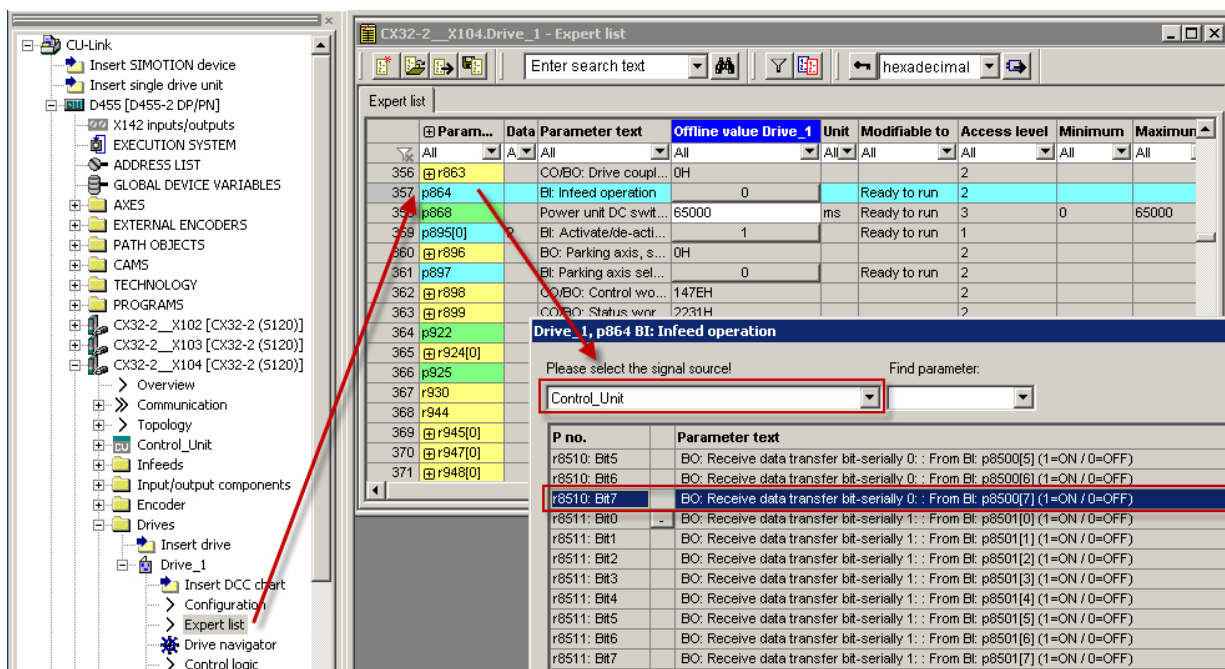 CU-Link
Insert SIMOTION device
Insert single drive unit
D455 [D455-2 DP/PN]
X142 inputs/outputs
EXECUTION SYSTEM
ADDRESS LIST
GLOBAL DEVICE VARIABLES
AXES
EXTERNAL ENCODERS
PATH OBJECTS
CAMS
TECHNOLOGY
PROGRAMS
CX32-2__X102 [CX32-2 (S120)]
CX32-2__X103 [CX32-2 (S120)]
CX32-2__X104 [CX32-2 (S120)]
Overview
Communication
Topology
Control_Unit
Infeeds
Input/output components
Encoder
Drives
Insert drive
Drive_1
Insert DCC chart
Configuration
Expert list
Drive navigator
Control logic
CX32-2__X104.Drive_1 - Expert list
Enter search text hexadecimal
Expert list
Param... Data Parameter text Offline value Drive_1 Unit Modifiable to Access level Minimum Maximum
All A All All All All All All All
356 r863 CO/BO: Drive coupl... 0H 2
357 p864 BI: Infeed operation 0 Ready to run 2
358 p868 Power unit DC swit... 65000 ms Ready to run 3 0 65000
359 p895[0] BI: Activate/de-acti... 1 Ready to run 1
360 r896 BO: Parking axis, s... 0H 2
361 p897 BI: Parking axis sel... 0 Ready to run 2
362 r898 CO/BO: Control wo... 147EH 2
363 r899 CO/BO: Status wor... 2231H 2
364 p922
365 r924[0]
366 p925
367 r930
368 r944
369 r945[0]
370 r947[0]
371 r948[0]
Drive_1, p864 BI: Infeed operation
Please select the signal source! Find parameter:
Control_Unit
P no. Parameter text
r8510: Bit5 BO: Receive data transfer bit-serially 0: : From BI: p8500[5] (1=ON / 0=OFF)
r8510: Bit6 BO: Receive data transfer bit-serially 0: : From BI: p8500[6] (1=ON / 0=OFF)
r8510: Bit7 BO: Receive data transfer bit-serially 0: : From BI: p8500[7] (1=ON / 0=OFF)
r8511: Bit0 - BO: Receive data transfer bit-serially 1: : From BI: p8501[0] (1=ON / 0=OFF)
r8511: Bit1 BO: Receive data transfer bit-serially 1: : From BI: p8501[1] (1=ON / 0=OFF)
r8511: Bit2 BO: Receive data transfer bit-serially 1: : From BI: p8501[2] (1=ON / 0=OFF)
r8511: Bit3 BO: Receive data transfer bit-serially 1: : From BI: p8501[3] (1=ON / 0=OFF)
r8511: Bit4 BO: Receive data transfer bit-serially 1: : From BI: p8501[4] (1=ON / 0=OFF)
r8511: Bit5 BO: Receive data transfer bit-serially 1: : From BI: p8501[5] (1=ON / 0=OFF)
r8511: Bit6 BO: Receive data transfer bit-serially 1: : From BI: p8501[6] (1=ON / 0=OFF)
r8511: Bit7 BO: Receive data transfer bit-serially 1: : From BI: p8501[7] (1=ON / 0=OFF)